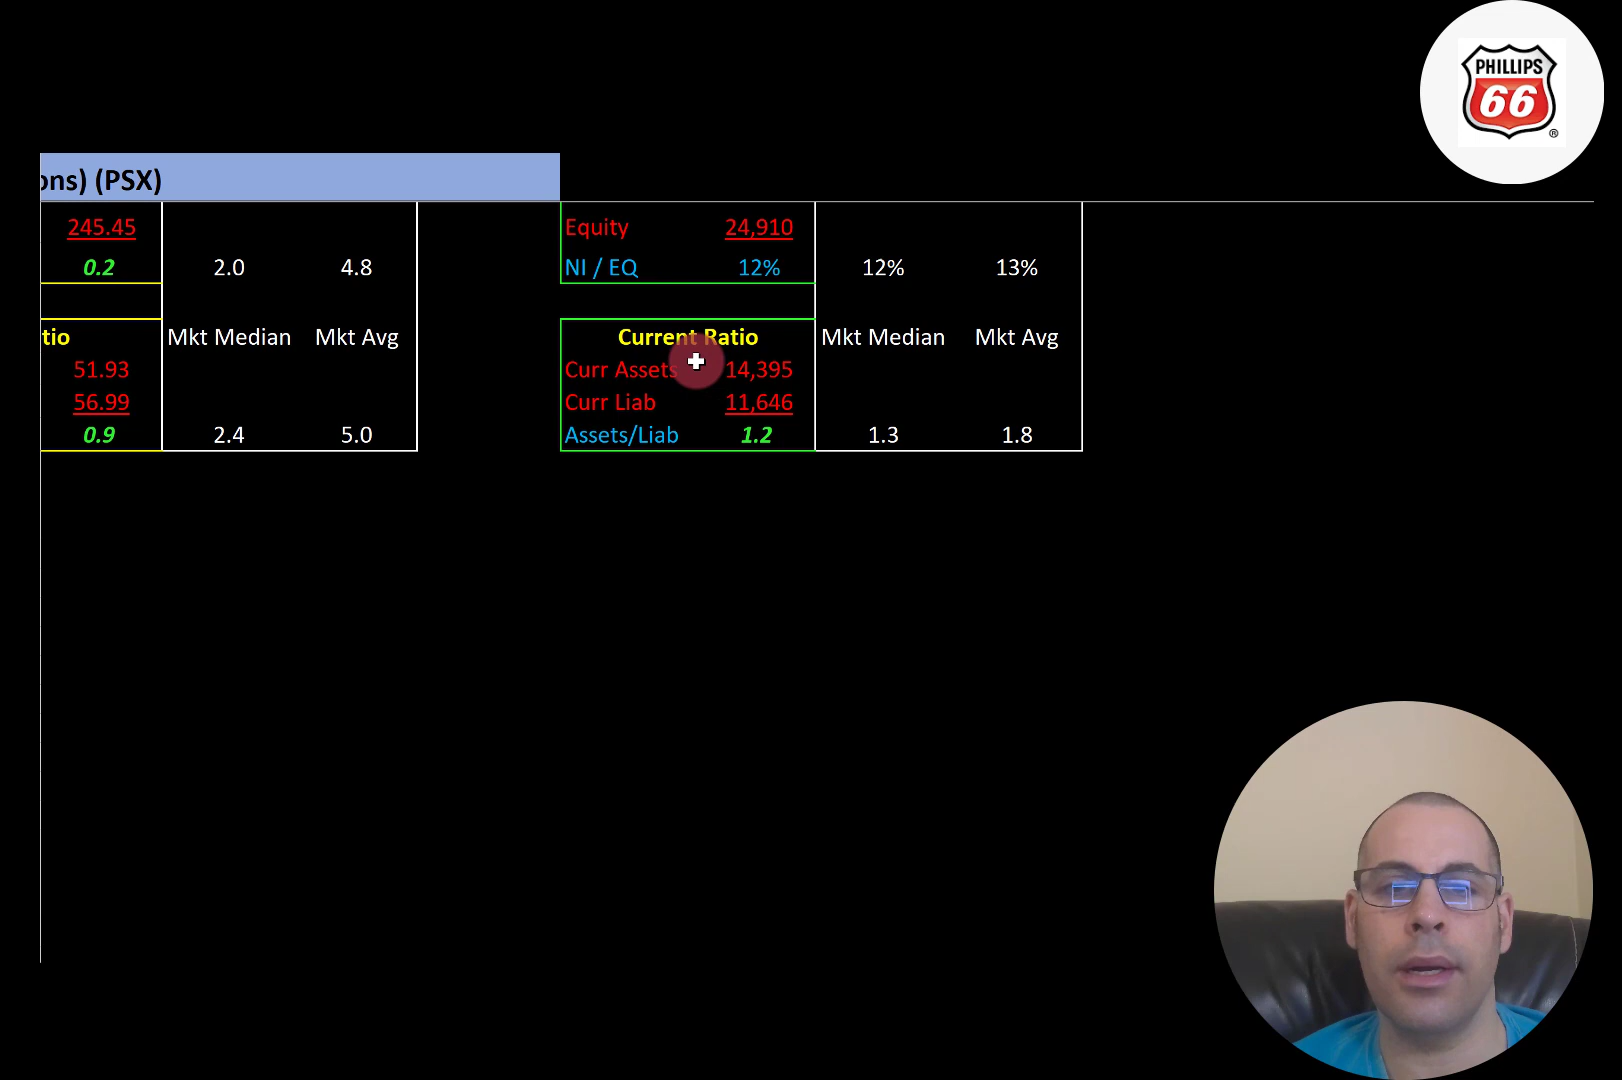 PHILLIPS
66
®
ons) (PSX)
245.45 Equity 24,910
0.2 2.0 4.8 NI / EQ 12% 12% 13%
tio Mkt Median Mkt Avg Current Ratio Mkt Median Mkt Avg
51.93 Curr Assets 14,395
56.99 Curr Liab 11,646
0.9 2.4 5.0 Assets/Liab 1.2 1.3 1.8